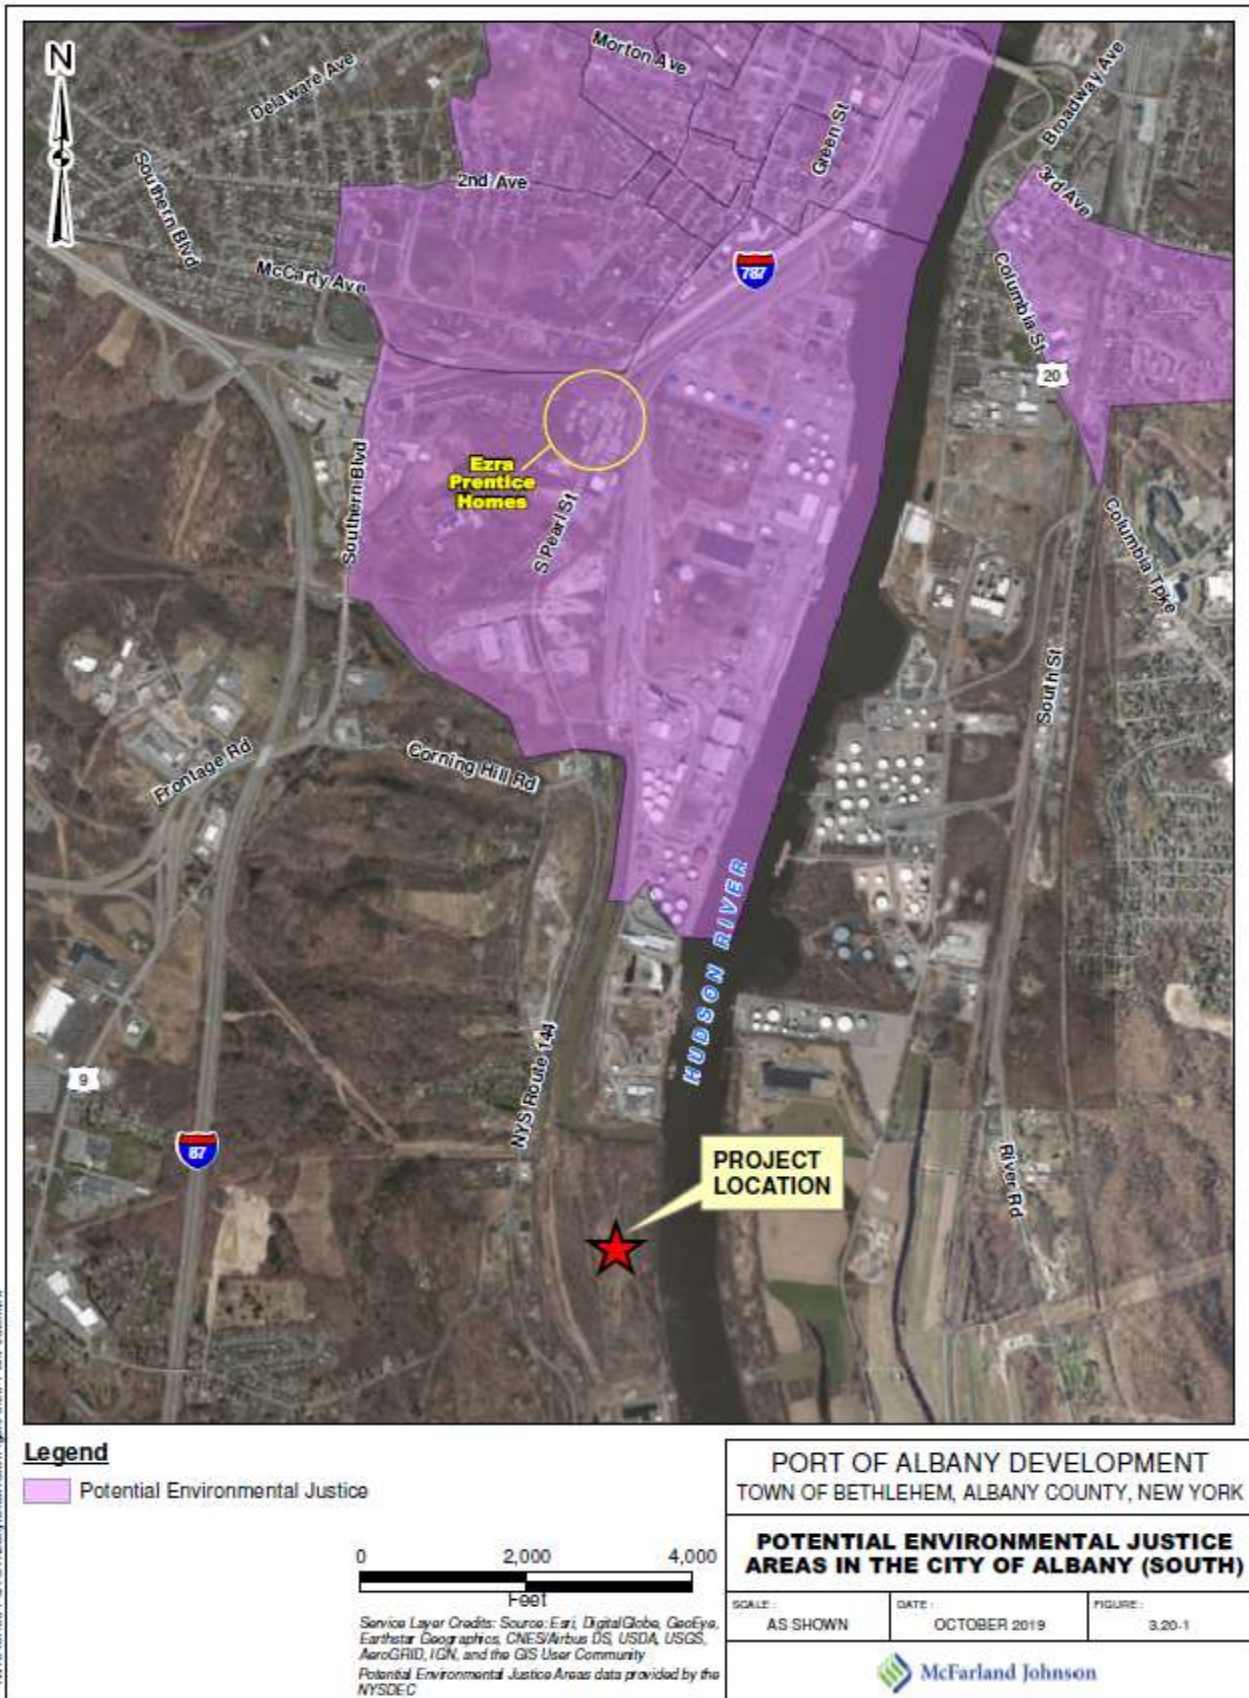 N
Morton Ave
Delaware Ave
Broadway Ave
Green St
Southern Blvd
2nd Ave
3rd Ave
McCarty Ave
787
Columbia St
20
Ezra
Prentice
Homes
Southern Blvd
S Pearl St
Columbia Tpke
South St
Frontage Rd
Corning Hill Rd
HUDSON RIVER
9
NYS Route 144
87
PROJECT
LOCATION
River Rd
Legend
Potential Environmental Justice
0 2,000 4,000
Feet
Service Layer Credits: Source: Esri, DigitalGlobe, GeoEye,
Earthstar Geographics, CNES/Airbus DS, USDA, USGS,
AeroGRID, IGN, and the GIS User Community
Potential Environmental Justice Areas data provided by the
NYSDEC
PORT OF ALBANY DEVELOPMENT
TOWN OF BETHLEHEM, ALBANY COUNTY, NEW YORK
POTENTIAL ENVIRONMENTAL JUSTICE
AREAS IN THE CITY OF ALBANY (SOUTH)
SCALE: DATE: FIGURE:
AS SHOWN OCTOBER 2019 3.20-1
McFarland Johnson